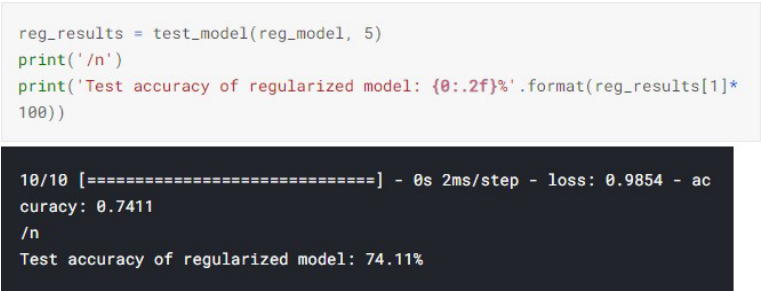 reg_results = test_model(reg_model, 5)
print('/n')
print('Test accuracy of regularized model: {0:.2f}%'.format(reg_results[1]*
100))
10/10 [==============================] - 0s 2ms/step - loss: 0.9854 - ac
curacy: 0.7411
/n
Test accuracy of regularized model: 74.11%